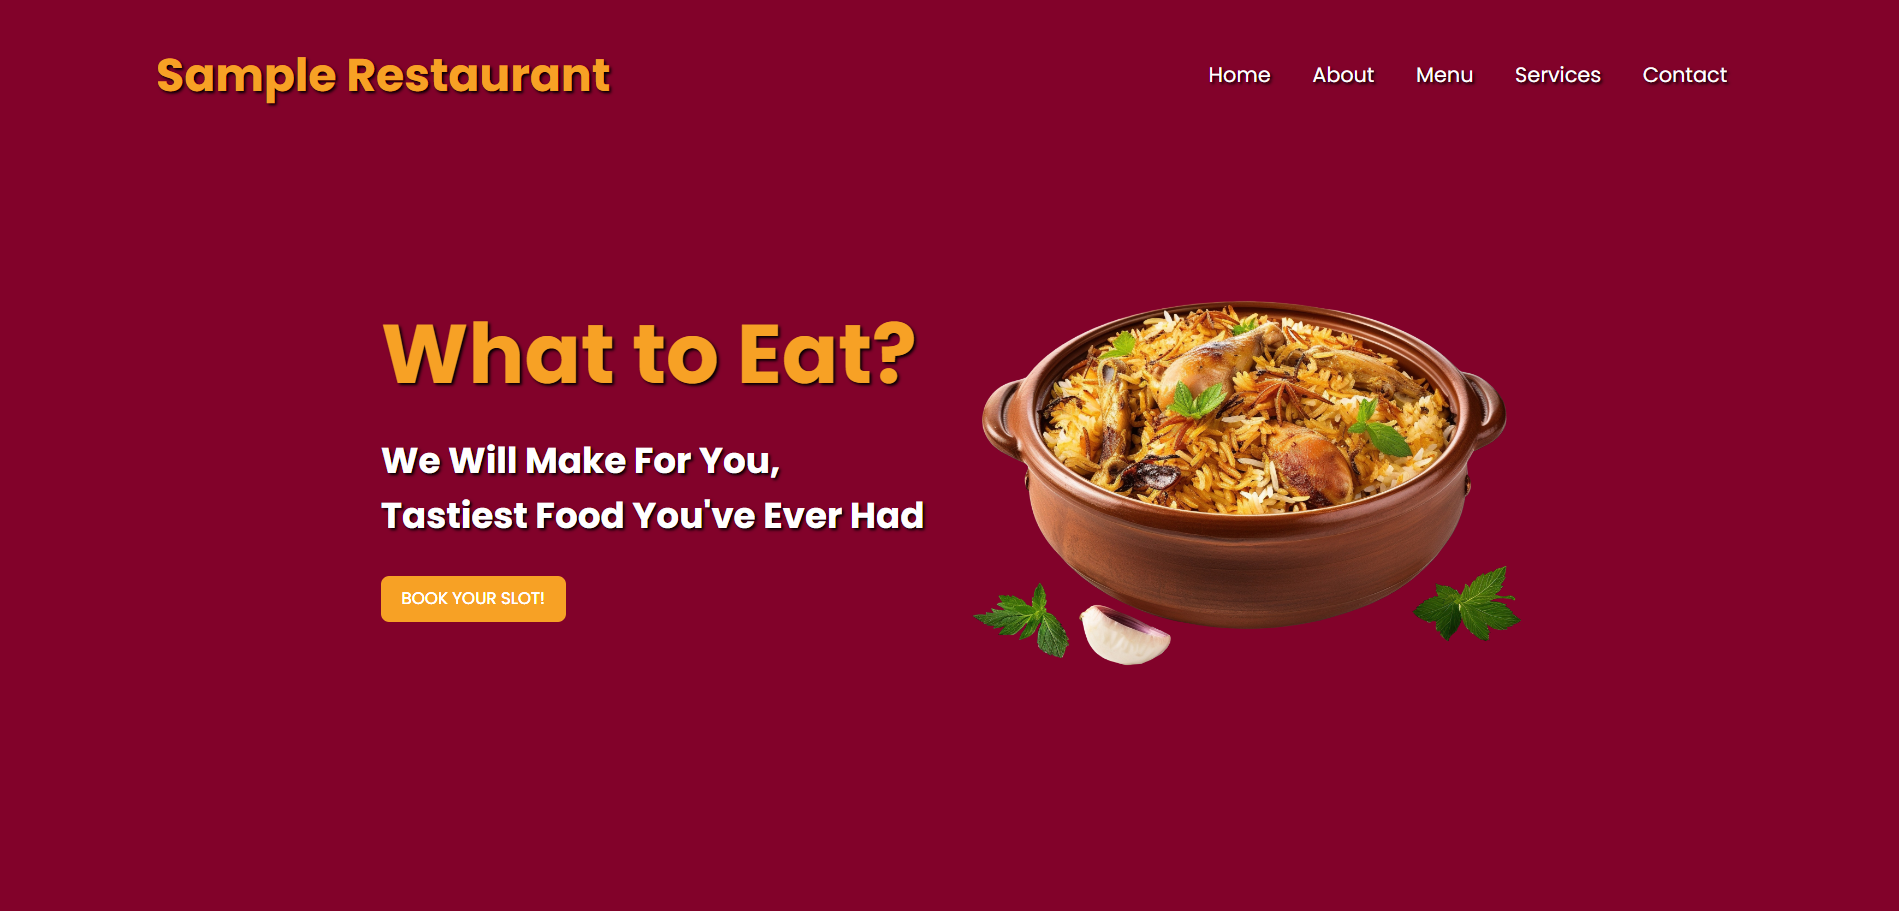 Sample Restaurant
Home About Menu Services Contact
What to Eat?
We Will Make For You,
Tastiest Food You've Ever Had
BOOK YOUR SLOT!